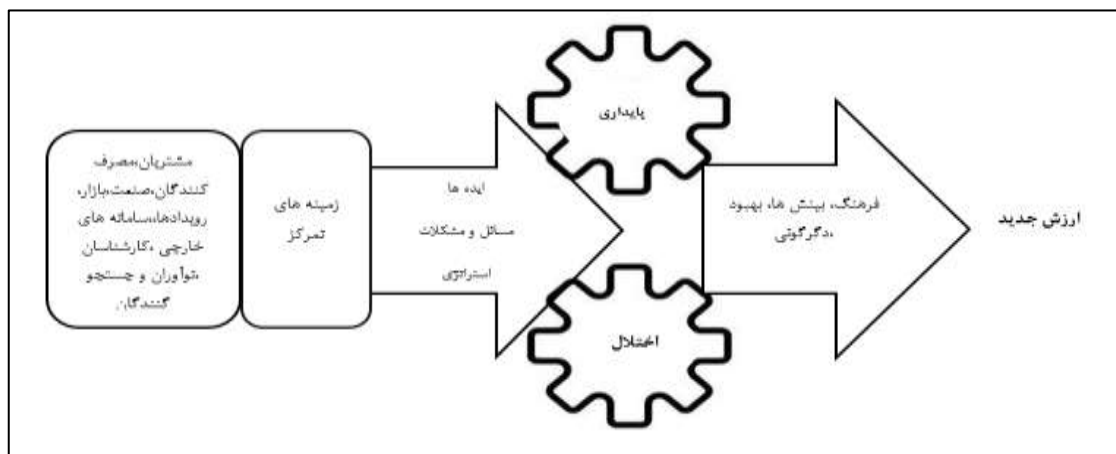 مشتریان،مصرف
کنندگان،صنعت،بازار،
رویدادها،،سامانه های
خارجی ،کارشناسان
،نوآوران و جستجو
گنندگان.
زمینه های
تمرکز
ایده ها
مسائل و مشکلات
استراتژی
پایداری
اختلال
فرهنگ، بینش ها، بهبود
،دگرگونی
ارزش جدید